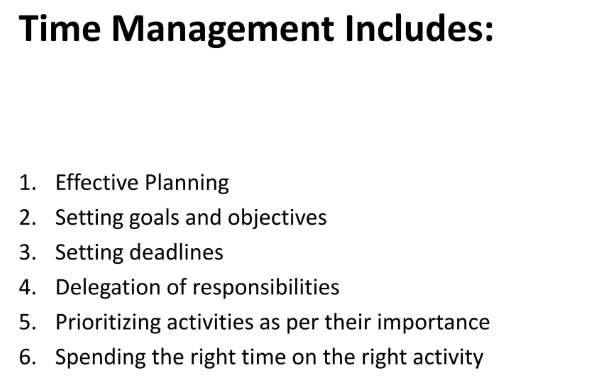 Time Management Includes:
1. Effective Planning
2. Setting goals and objectives
3. Setting deadlines
4. Delegation of responsibilities
5. Prioritizing activities as per their importance
6. Spending the right time on the right activity